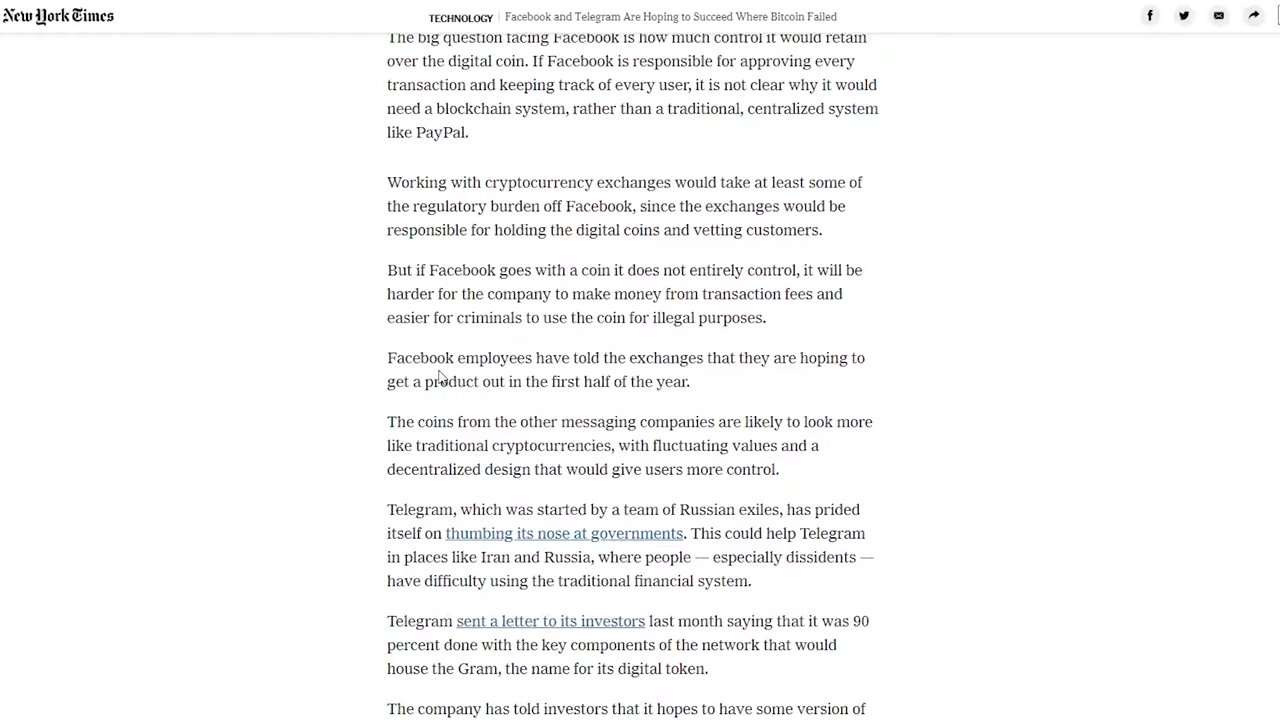 New York Times
TECHNOLOGY | Facebook and Telegram Are Hoping to Succeed Where Bitcoin Failed
The big question facing Facebook is how much control it would retain
over the digital coin. If Facebook is responsible for approving every
transaction and keeping track of every user, it is not clear why it would
need a blockchain system, rather than a traditional, centralized system
like PayPal.
Working with cryptocurrency exchanges would take at least some of
the regulatory burden off Facebook, since the exchanges would be
responsible for holding the digital coins and vetting customers.
But if Facebook goes with a coin it does not entirely control, it will be
harder for the company to make money from transaction fees and
easier for criminals to use the coin for illegal purposes.
Facebook employees have told the exchanges that they are hoping to
get a product out in the first half of the year.
The coins from the other messaging companies are likely to look more
like traditional cryptocurrencies, with fluctuating values and a
decentralized design that would give users more control.
Telegram, which was started by a team of Russian exiles, has prided
itself on thumbing its nose at governments. This could help Telegram
in places like Iran and Russia, where people — especially dissidents —
have difficulty using the traditional financial system.
Telegram sent a letter to its investors last month saying that it was 90
percent done with the key components of the network that would
house the Gram, the name for its digital token.
The company has told investors that it hopes to have some version of